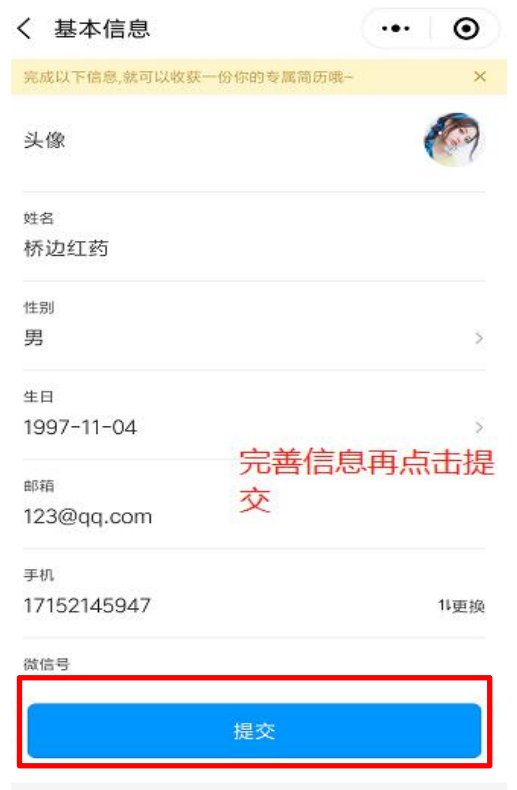 基本信息
完成以下信息,就可以收获一份你的专属简历哦~
头像
姓名
桥边红药
性别
男
生日
1997-11-04
完善信息再点击提
交
邮箱
123@qq.com
手机
17152145947
更换
微信号
提交